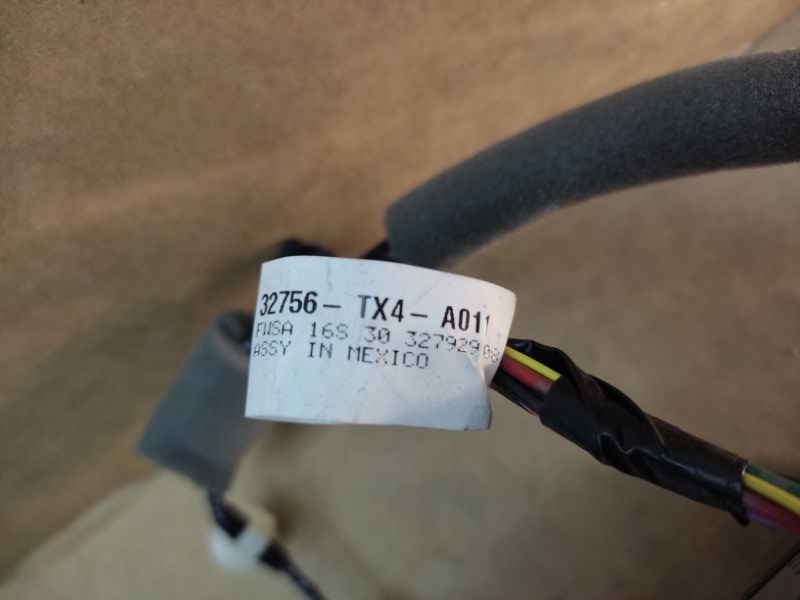 32756- TX4- A011
FWSA 16S 30 32792908
ASSY IN MEXICO